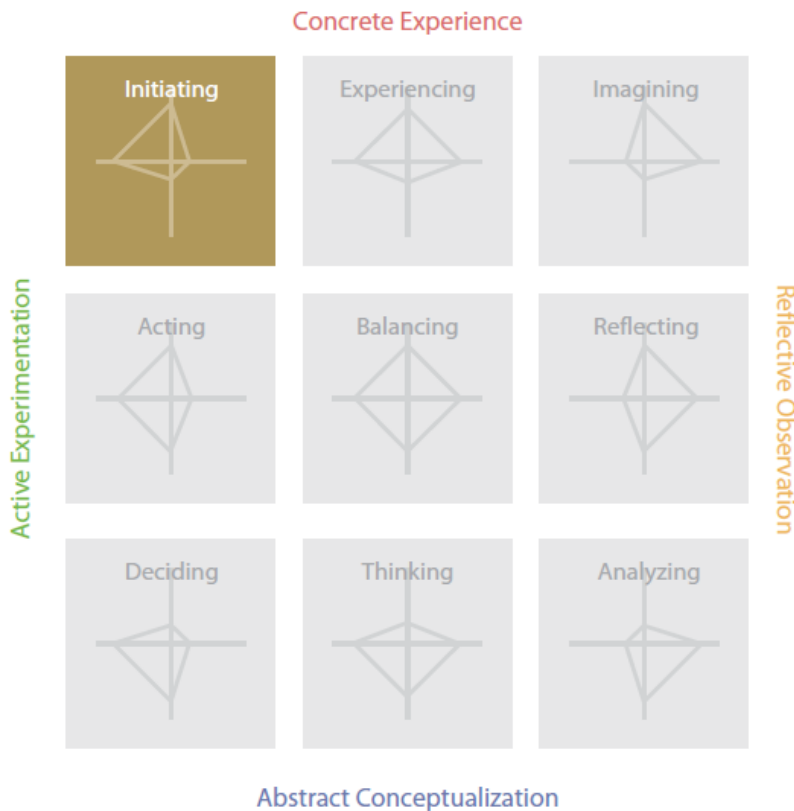 Concrete Experience
Initiating
Experiencing
Imagining
Active Experimentation
Acting
Balancing
Reflecting
Reflective Observation
Deciding
Thinking
Analyzing
Abstract Conceptualization